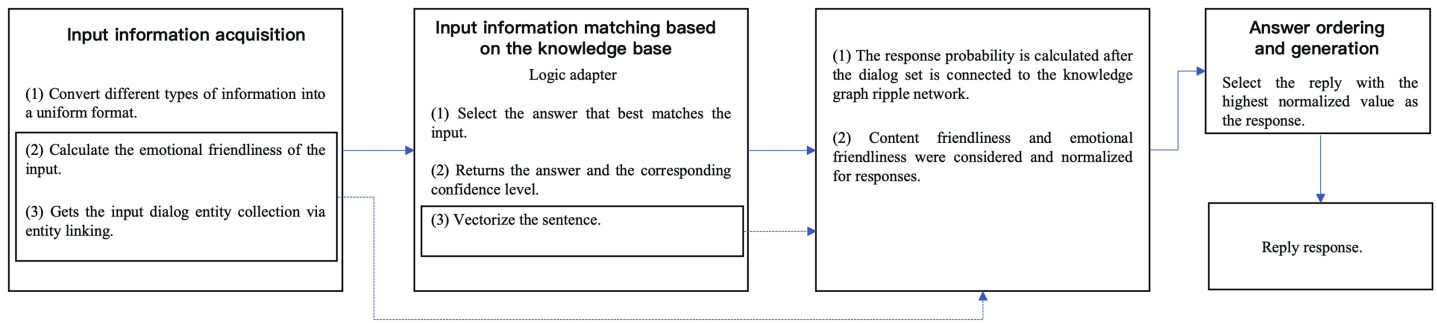 Input information acquisition
(1) Convert different types of information into
a uniform format.
(2) Calculate the emotional friendliness of the
input.
(3) Gets the input dialog entity collection via
entity linking.
Input information matching based
on the knowledge base
Logic adapter
(1) Select the answer that best matches the
input.
(2) Returns the answer and the corresponding
confidence level.
(3) Vectorize the sentence.
(1) The response probability is calculated after
the dialog set is connected to the knowledge
graph ripple network.
(2) Content friendliness and emotional
friendliness were considered and normalized
for responses.
Answer ordering
and generation
Select the reply with the
highest normalized value as
the response.
Reply response.